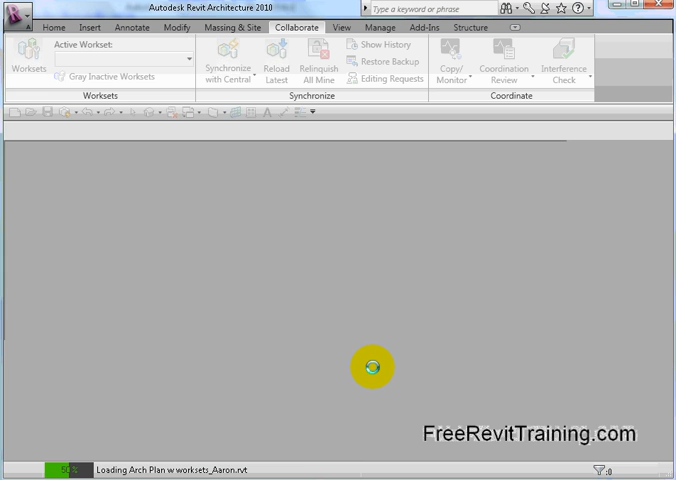 Autodesk Revit Architecture 2010
Type a keyword or phrase
Home Insert Annotate Modify Massing & Site Collaborate View Manage Add-Ins Structure
Active Workset:
Gray Inactive Worksets
Worksets
Synchronize with Central
Reload Latest
Relinquish All Mine
Show History
Restore Backup
Editing Requests
Copy/ Monitor
Coordination Review
Interference Check
Worksets Synchronize Coordinate
FreeRevitTraining.com
50% Loading Arch Plan w worksets_Aaron.rvt
:0